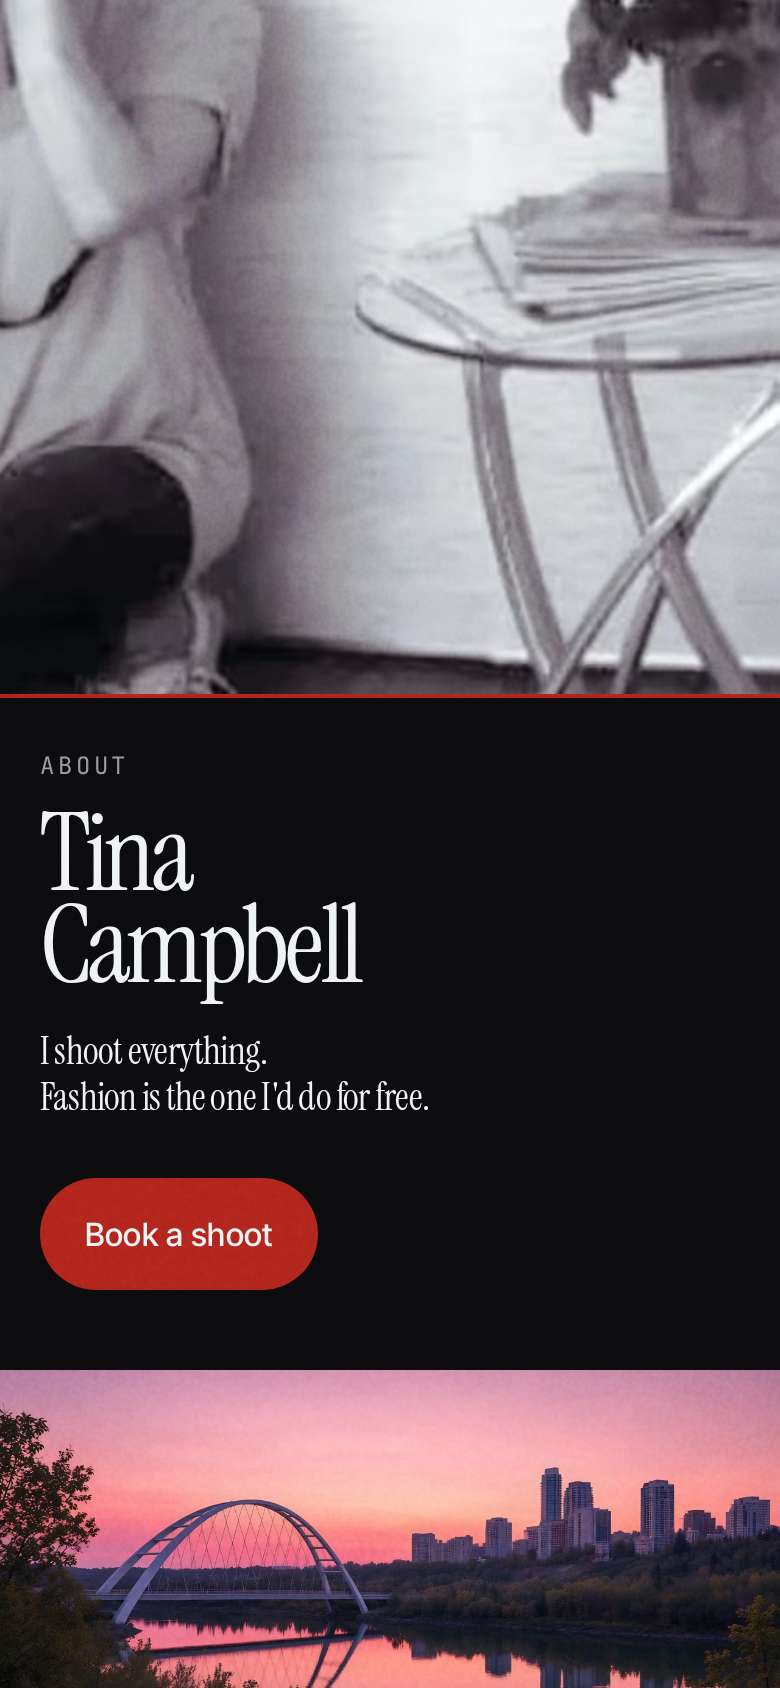 ABOUT
Tina
Campbell
I shoot everything.
Fashion is the one I'd do for free.
Book a shoot